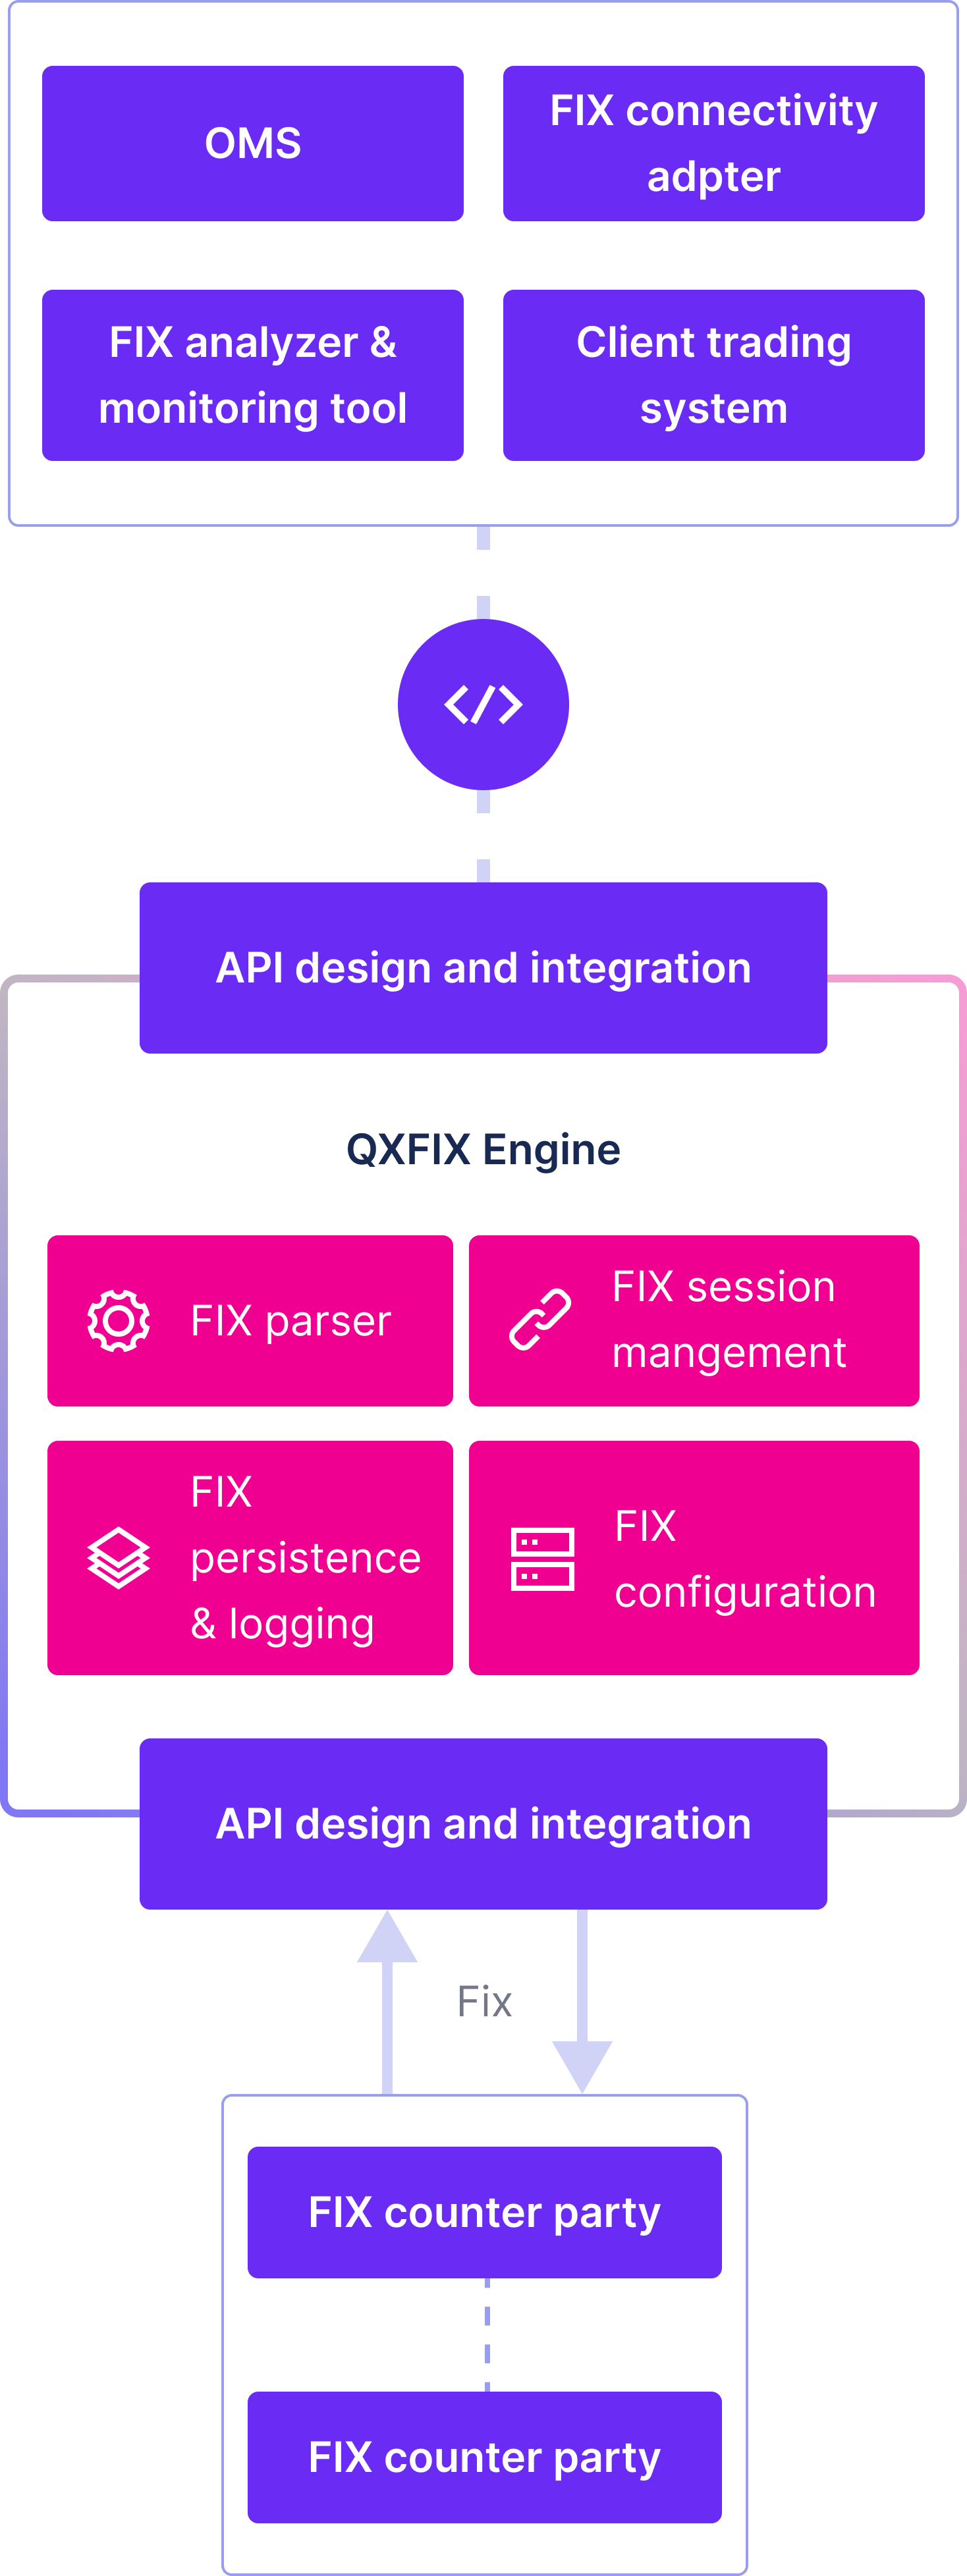 OMS
FIX connectivity
adpter
FIX analyzer &
monitoring tool
Client trading
system
</>
API design and integration
QXFIX Engine
FIX parser
FIX session
mangement
FIX
persistence
& logging
FIX
configuration
API design and integration
Fix
FIX counter party
FIX counter party